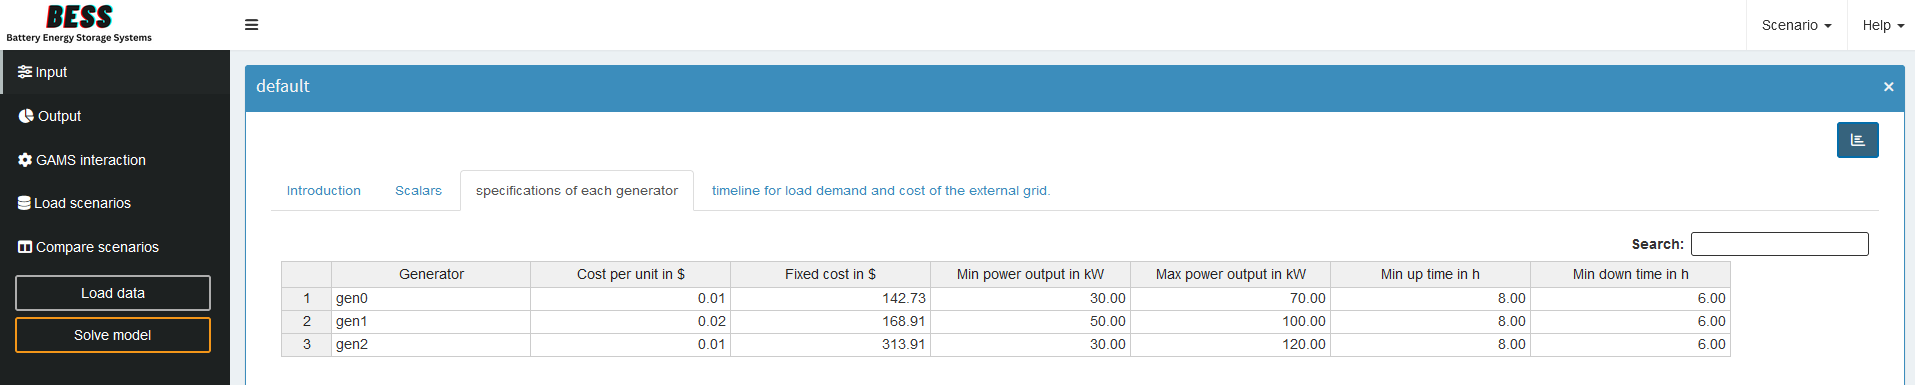 BESS
Battery Energy Storage Systems
Scenario
Help
Input
Output
GAMS interaction
Load scenarios
Compare scenarios
Load data
Solve model
default
×
Introduction Scalars specifications of each generator timeline for load demand and cost of the external grid.
Search:
Generator Cost per unit in $ Fixed cost in $ Min power output in kW Max power output in kW Min up time in h Min down time in h
1 gen0 0.01 142.73 30.00 70.00 8.00 6.00
2 gen1 0.02 168.91 50.00 100.00 8.00 6.00
3 gen2 0.01 313.91 30.00 120.00 8.00 6.00